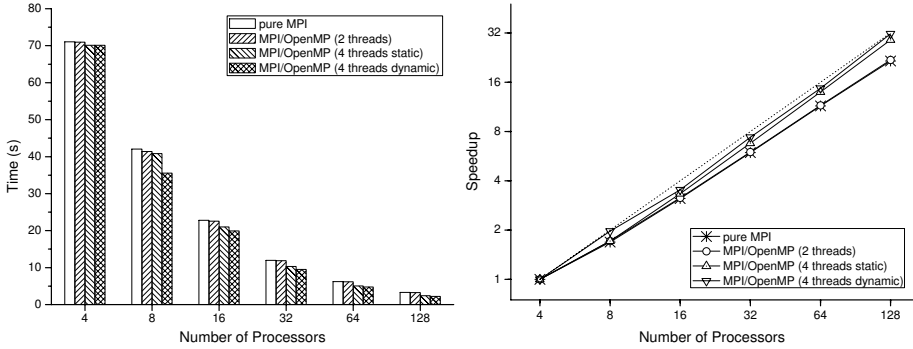 80
70
60
50
40
30
20
10
0
Time (s)
pure MPI
MPI/OpenMP (2 threads)
MPI/OpenMP (4 threads static)
MPI/OpenMP (4 threads dynamic)
4 8 16 32 64 128
Number of Processors
32
16
8
4
2
1
Speedup
pure MPI
MPI/OpenMP (2 threads)
MPI/OpenMP (4 threads static)
MPI/OpenMP (4 threads dynamic)
4 8 16 32 64 128
Number of Processors